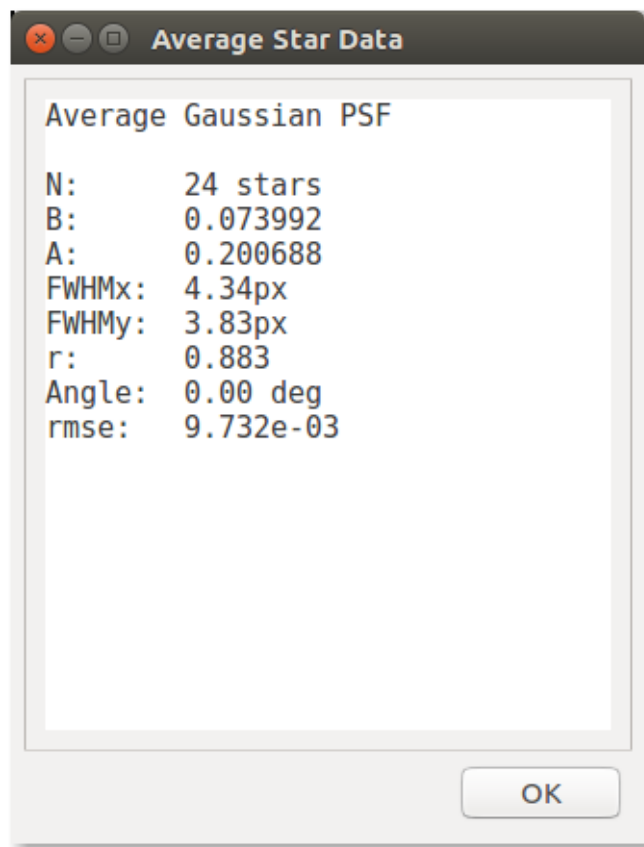 Average Star Data
Average Gaussian PSF
N: 24 stars
B: 0.073992
A: 0.200688
FWHMx: 4.34px
FWHMy: 3.83px
r: 0.883
Angle: 0.00 deg
rmse: 9.732e-03
OK